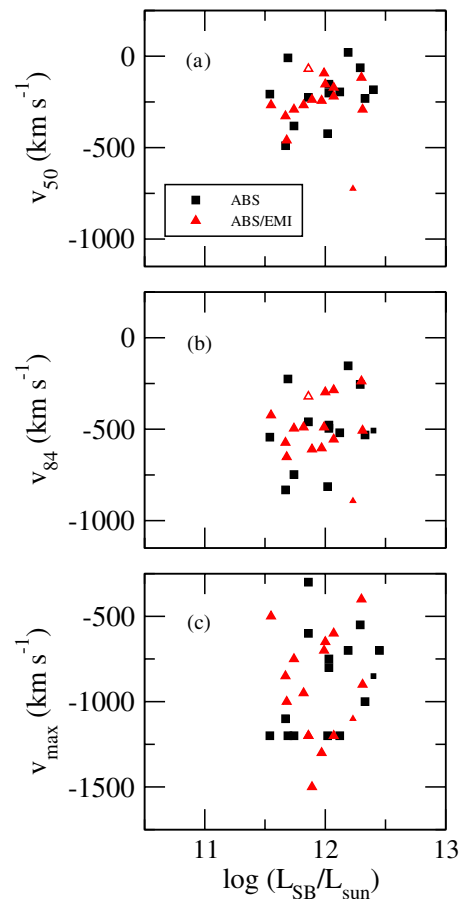 (a)
0
-500
-1000
v50 (km s-1)
ABS
ABS/EMI
(b)
0
-500
-1000
v84 (km s-1)
(c)
-500
-1000
-1500
vmax (km s-1)
11 12 13
log (LSB/Lsun)